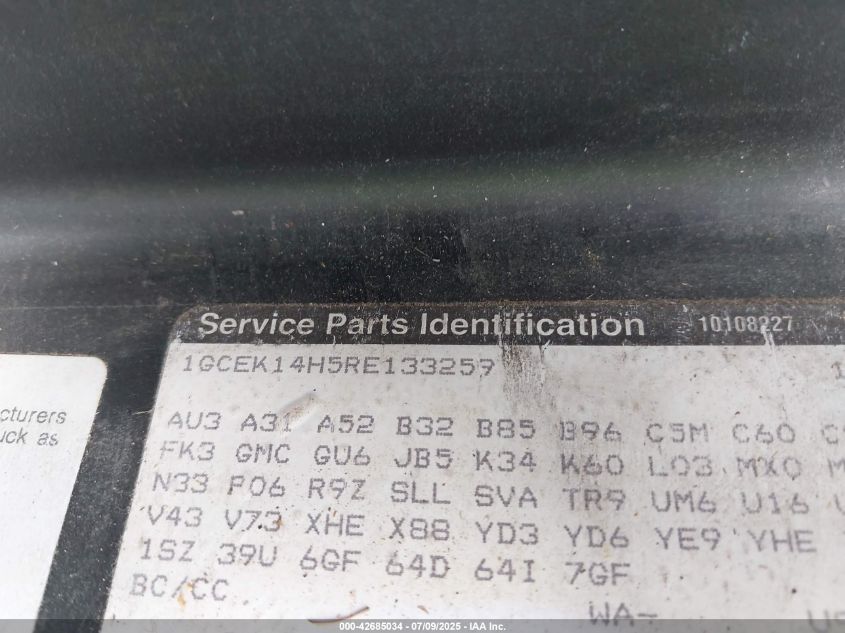 Service Parts Identification 10108227
1GCEK14H5RE133259
AU3 A31 A52 B32 B85 B96 C5M C60
FK3 GMC GU6 JB5 K34 K60 L03 MX0
N33 P06 R9Z SLL SVA TR9 UM6 U16
V43 V73 XHE X88 YD3 YD6 YE9 YHE
1SZ 39U 6GF 64D 64I 7GF
BC/CC
WA-
cturers
uck as
000-42685034 / 07/09/2025 - IAA Inc.